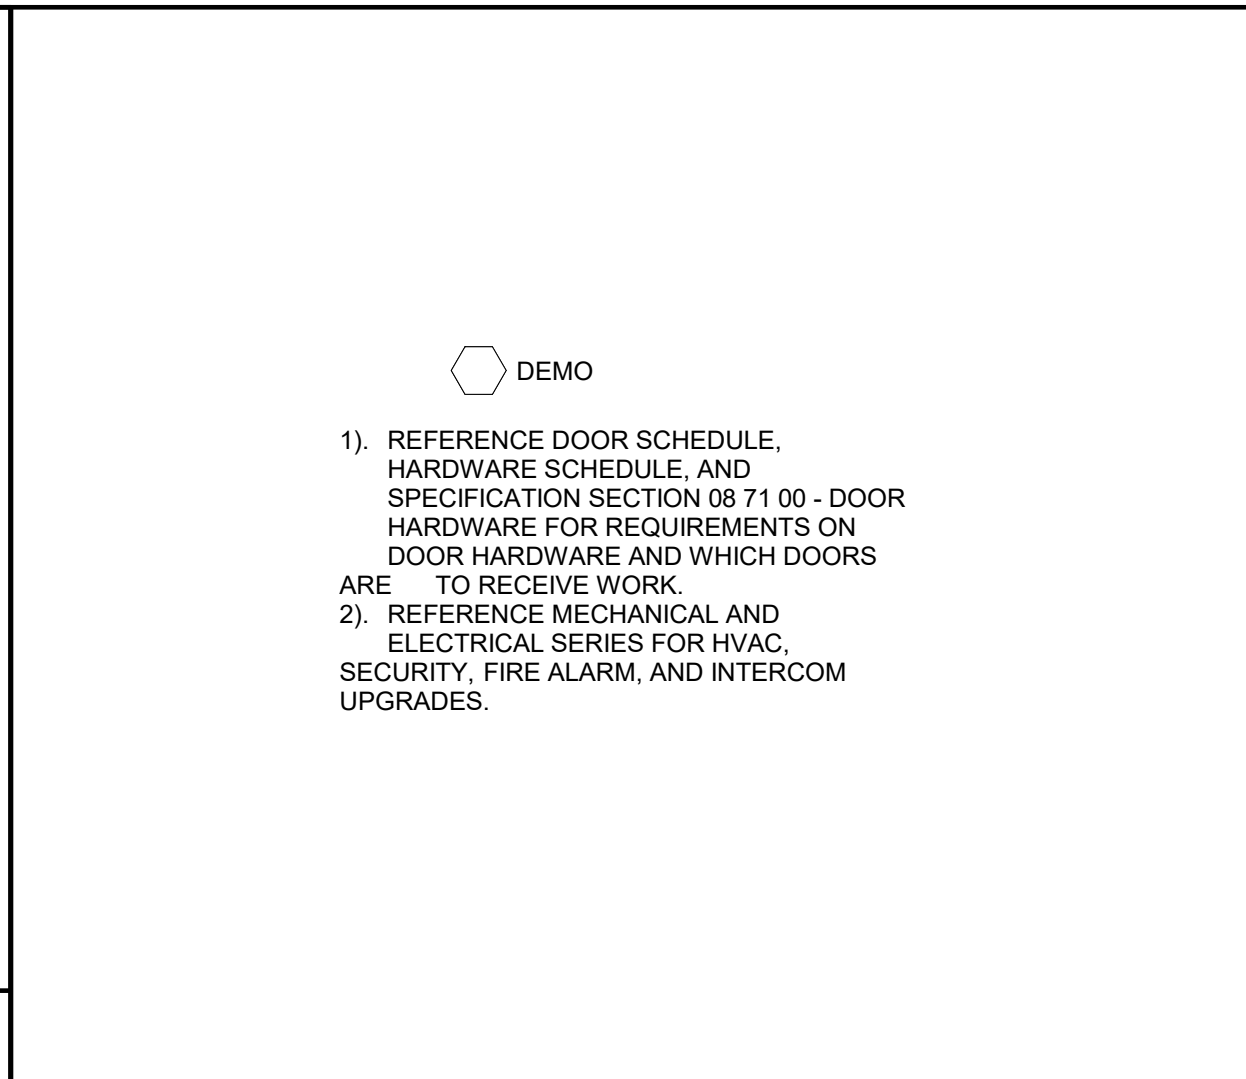 DEMO
1). REFERENCE DOOR SCHEDULE,
HARDWARE SCHEDULE, AND
SPECIFICATION SECTION 08 71 00 - DOOR
HARDWARE FOR REQUIREMENTS ON
DOOR HARDWARE AND WHICH DOORS
ARE TO RECEIVE WORK.
2). REFERENCE MECHANICAL AND
ELECTRICAL SERIES FOR HVAC,
SECURITY, FIRE ALARM, AND INTERCOM
UPGRADES.